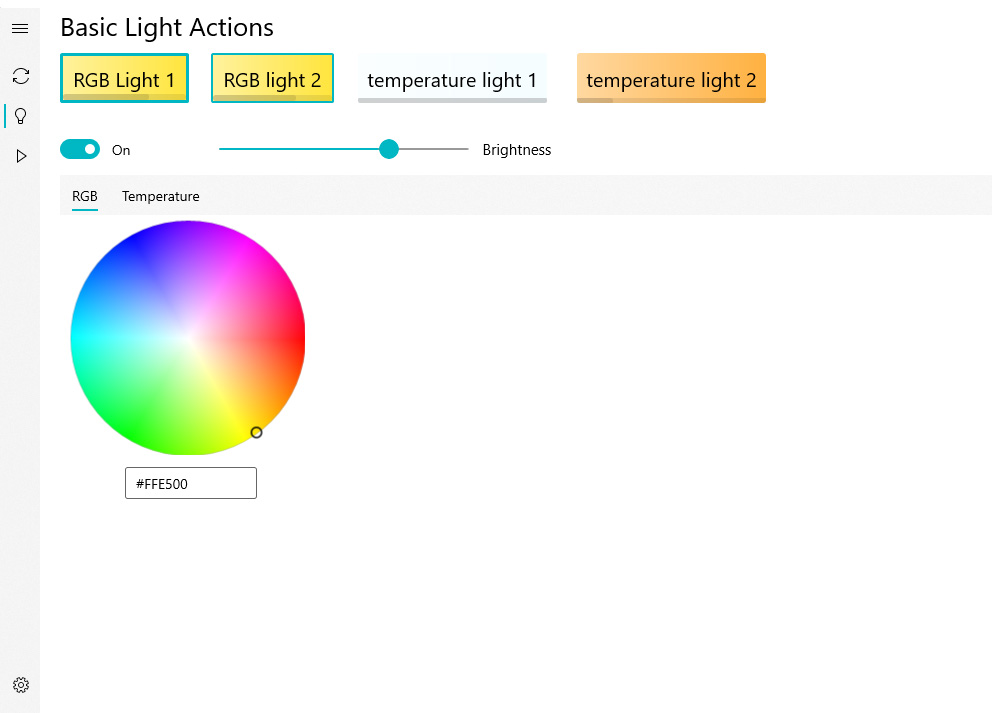 Basic Light Actions
RGB Light 1
RGB light 2
temperature light 1
temperature light 2
On
Brightness
RGB
Temperature
#FFE500